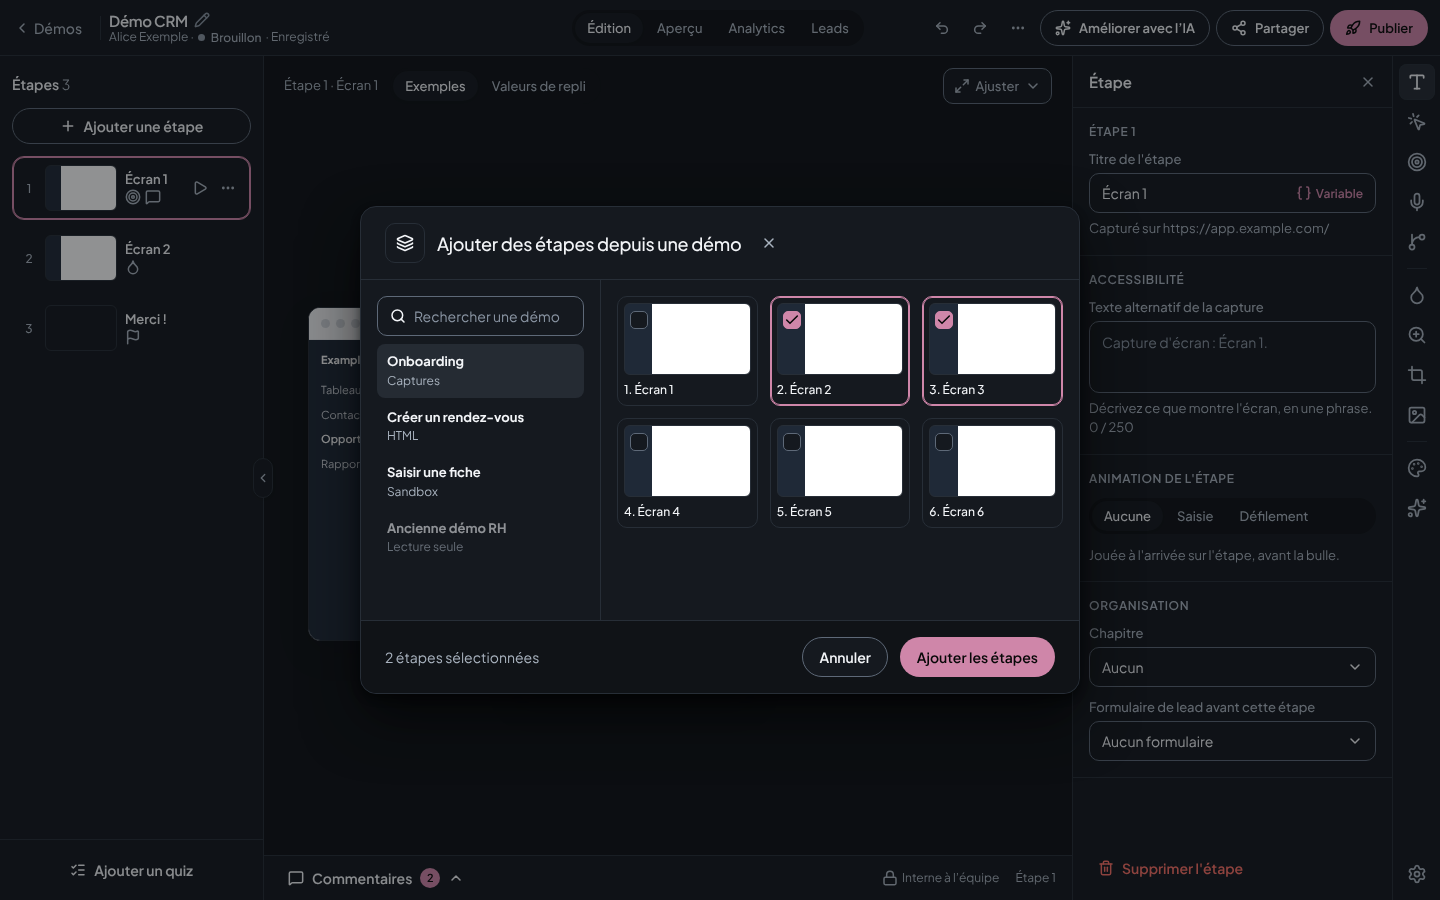 Démos
Démo CRM
Alice Exemple · Brouillon · Enregistré
Édition
Aperçu
Analytics
Leads
Améliorer avec l'IA
Partager
Publier
Étapes 3
Ajouter une étape
1
Écran 1
2
Écran 2
3
Merci !
Ajouter un quiz
Étape 1 · Écran 1
Exemples
Valeurs de repli
Ajuster
Exempl
Tableau
Contac
Opport
Rappor
Ajouter des étapes depuis une démo
Rechercher une démo
Onboarding
Captures
Créer un rendez-vous
HTML
Saisir une fiche
Sandbox
Ancienne démo RH
Lecture seule
1. Écran 1
2. Écran 2
3. Écran 3
4. Écran 4
5. Écran 5
6. Écran 6
2 étapes sélectionnées
Annuler
Ajouter les étapes
Commentaires 2
Interne à l'équipe
Étape 1
Étape
ÉTAPE 1
Titre de l'étape
Écran 1
{ } Variable
Capturé sur https://app.example.com/
ACCESSIBILITÉ
Texte alternatif de la capture
Capture d'écran : Écran 1.
Décrivez ce que montre l'écran, en une phrase.
0 / 250
ANIMATION DE L'ÉTAPE
Aucune
Saisie
Défilement
Jouée à l'arrivée sur l'étape, avant la bulle.
ORGANISATION
Chapitre
Aucun
Formulaire de lead avant cette étape
Aucun formulaire
Supprimer l'étape